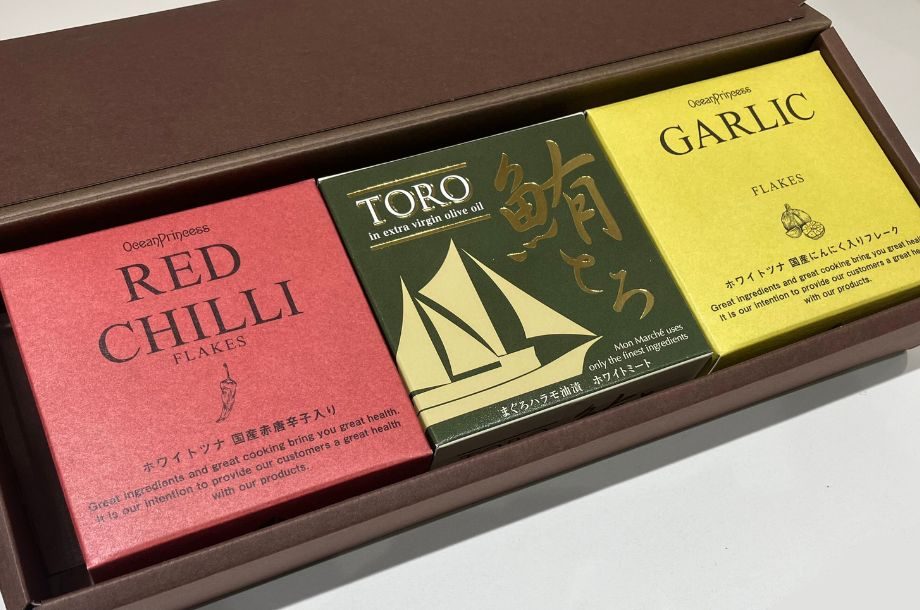 OceanPrincess
RED
CHILLI
FLAKES
ホワイトツナ 国産赤唐辛子入り
Great ingredients and great cooking bring you great health.
It is our intention to provide our customers a great health
with our products.
TORO
in extra virgin olive oil
鮪とろ
Mon Marché uses
only the finest ingredients
まぐろハラモ油漬 ホワイトミート
OceanPrincess
GARLIC
FLAKES
ホワイトツナ 国産にんにく入りフレーク
Great ingredients and great cooking bring you great
It is our intention to provide our customers a great
with our products.